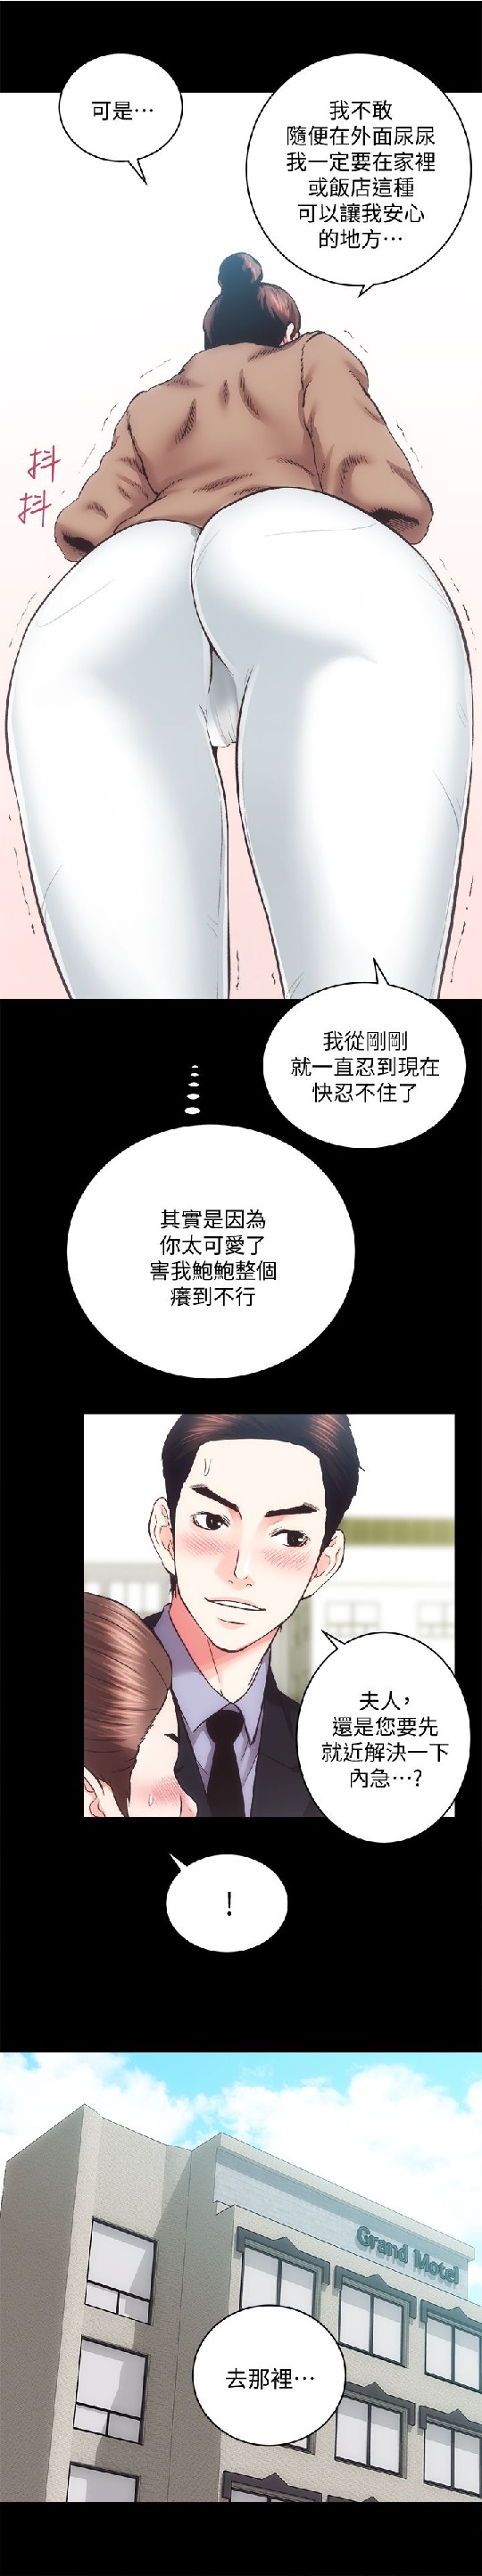 可是…
我不敢
隨便在外面尿尿
我一定要在家裡
或飯店這種
可以讓我安心
的地方…
抖
抖
我從剛剛
就一直忍到現在
快忍不住了
其實是因為
你太可愛了
害我鮑鮑整個
癢到不行
夫人，
還是您要先
就近解決一下
內急…?
!
Grand Motel
去那裡…